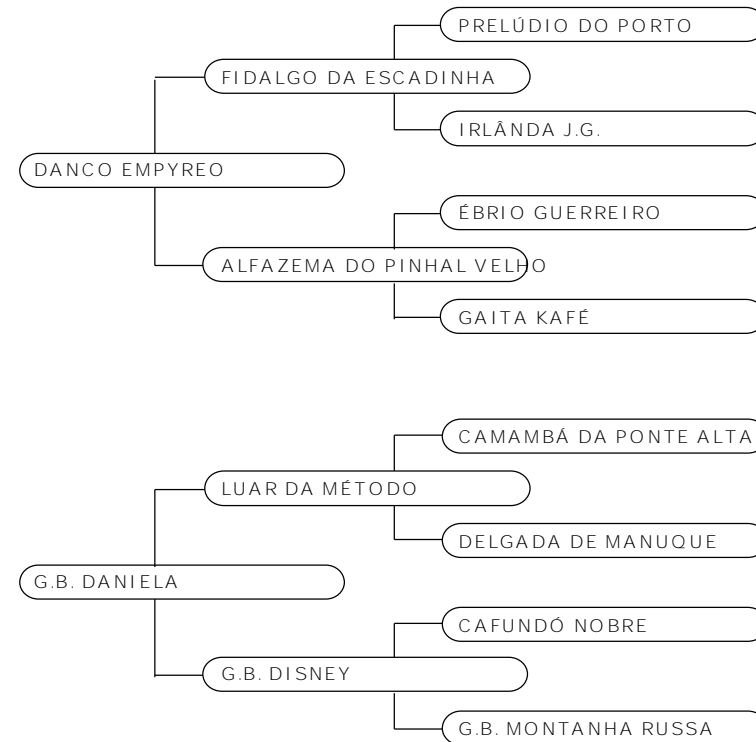 PRELÚDIO DO PORTO
FIDALGO DA ESCADINHA
IRLÂNDA J.G.
DANCO EMPYREO
ÉBRIO GUERREIRO
ALFAZEMA DO PINHAL VELHO
GAITA KAFÉ
CAMAMBÁ DA PONTE ALTA
LUAR DA MÉTODO
DELGADA DE MANUQUE
G.B. DANIELA
CAFUNDÓ NOBRE
G.B. DISNEY
G.B. MONTANHA RUSSA